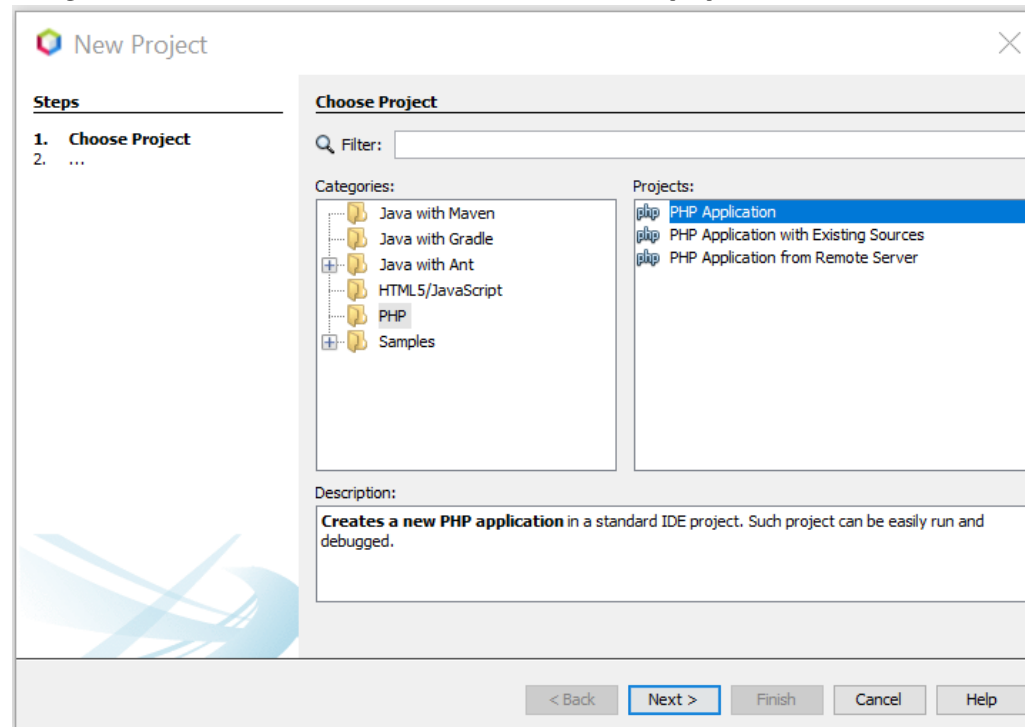 New Project
Steps
1. Choose Project
2. ...
Choose Project
Filter:
Categories:
Java with Maven
Java with Gradle
Java with Ant
HTML5/JavaScript
PHP
Samples
Projects:
php PHP Application
php PHP Application with Existing Sources
php PHP Application from Remote Server
Description:
Creates a new PHP application in a standard IDE project. Such project can be easily run and
debugged.
< Back
Next >
Finish
Cancel
Help